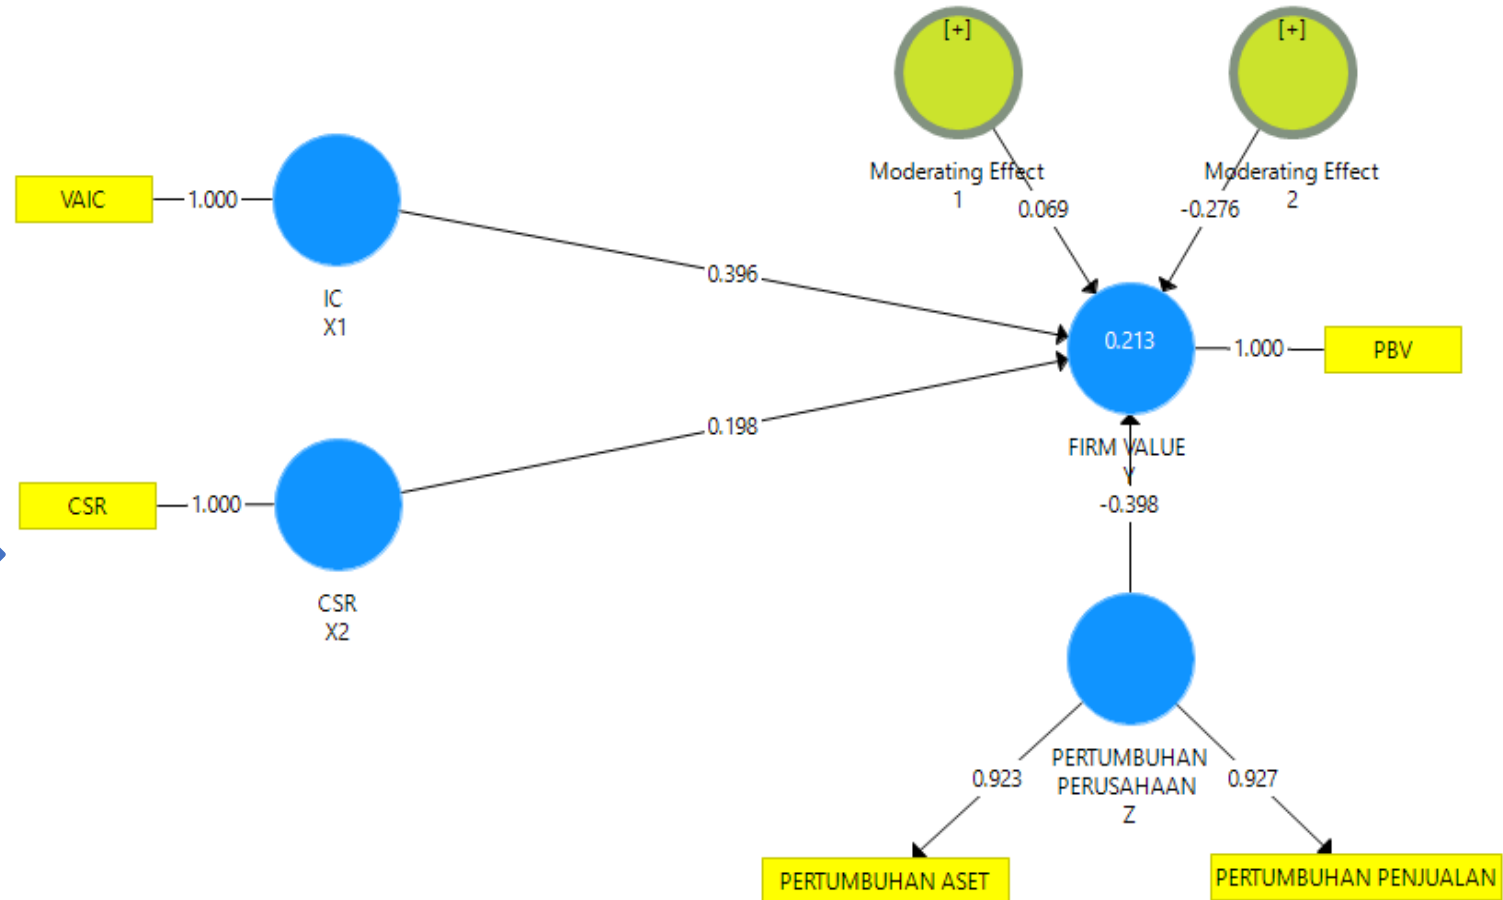 [+]
[+]
Moderating Effect
1
Moderating Effect
2
0.069
-0.276
VAIC
1.000
IC
X1
0.396
0.213
1.000
PBV
FIRM VALUE
Y
0.198
CSR
1.000
CSR
X2
-0.398
PERTUMBUHAN
PERUSAHAAN
Z
0.923
0.927
PERTUMBUHAN ASET
PERTUMBUHAN PENJUALAN